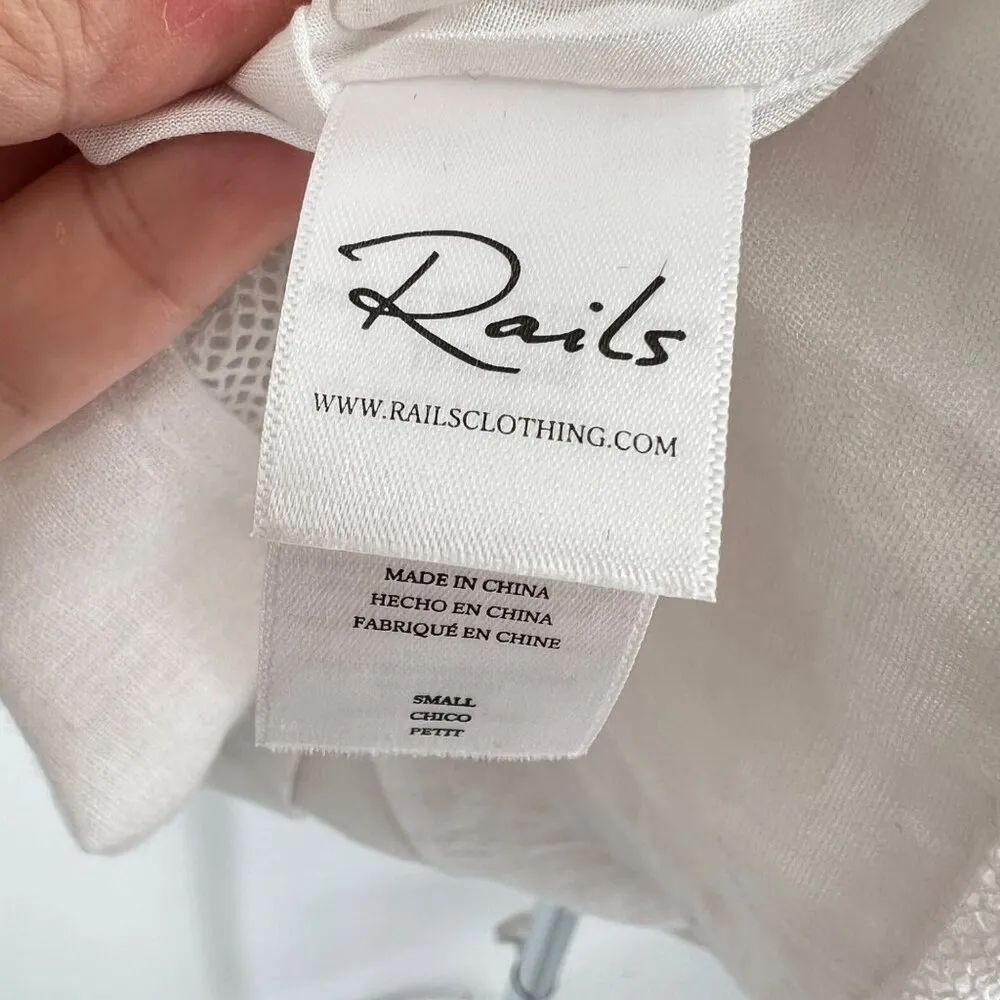 Rails
WWW.RAILSCLOTHING.COM
MADE IN CHINA
HECHO EN CHINA
FABRIQUÉ EN CHINE
SMALL
CHICO
PETIT